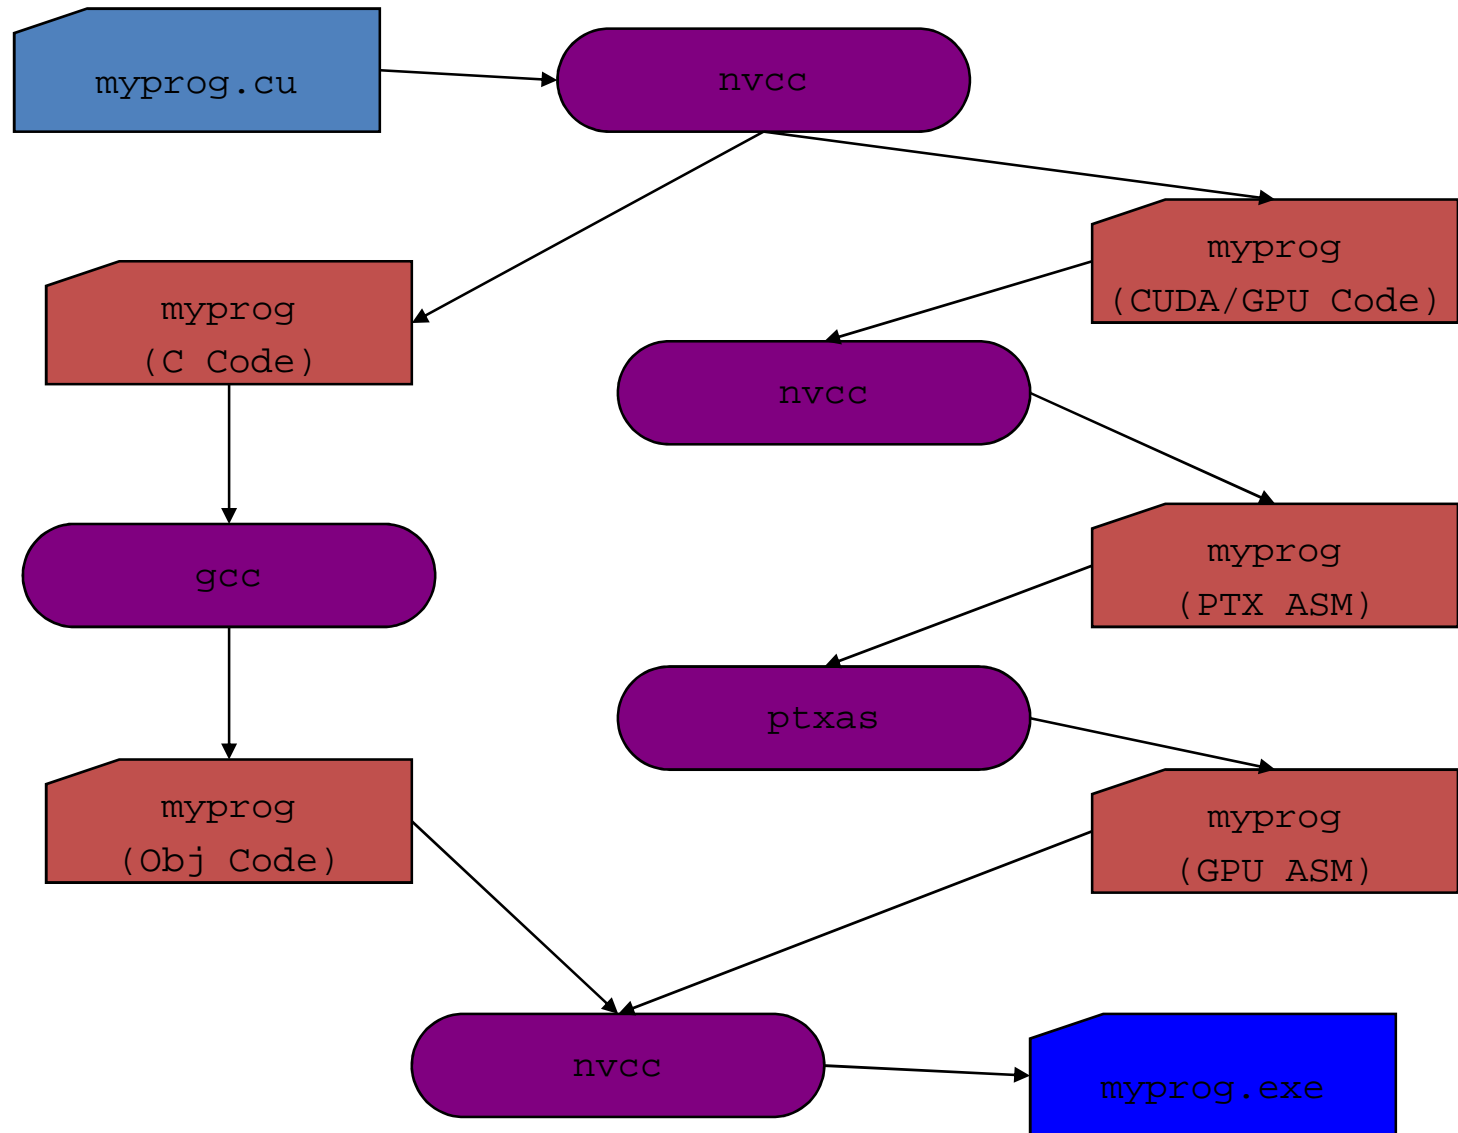 myprog.cu
nvcc
myprog
(CUDA/GPU Code)
myprog
(C Code)
nvcc
myprog
(PTX ASM)
gcc
ptxas
myprog
(Obj Code)
myprog
(GPU ASM)
nvcc
myprog.exe